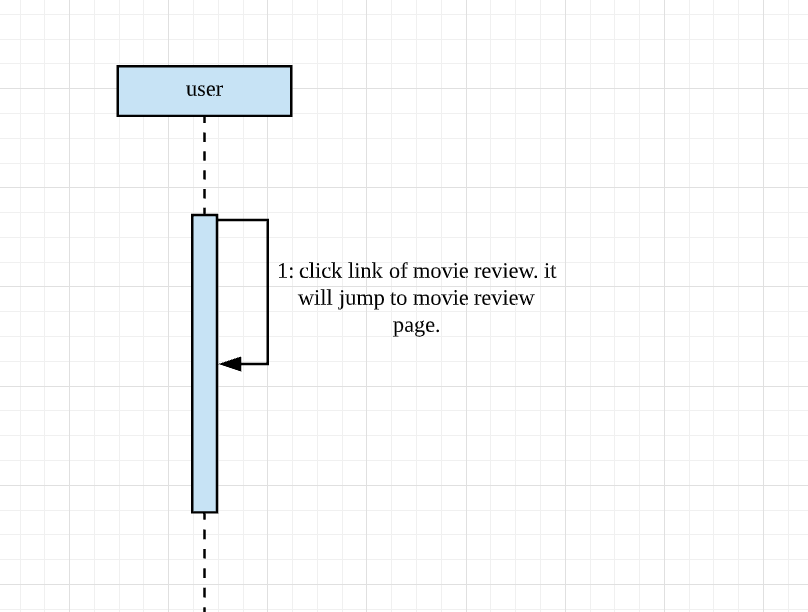 user
1: click link of movie review. it
will jump to movie review
page.